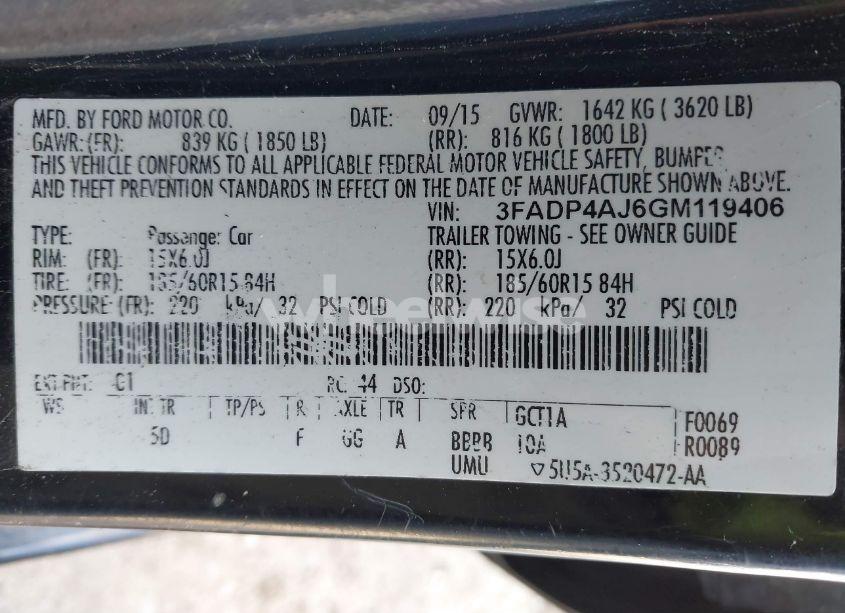 MFD. BY FORD MOTOR CO. DATE: 09/15 GVWR: 1642 KG ( 3620 LB)
GAWR:(FR): 839 KG ( 1850 LB) (RR): 816 KG ( 1800 LB)
THIS VEHICLE CONFORMS TO ALL APPLICABLE FEDERAL MOTOR VEHICLE SAFETY, BUMPER
AND THEFT PREVENTION STANDARDS IN EFFECT ON THE DATE OF MANUFACTURE SHOWN ABOVE.
VIN: 3FADP4AJ6GM119406
TYPE: Passenger Car TRAILER TOWING - SEE OWNER GUIDE
RIM: (FR): 15X6.0J (RR): 15X6.0J
TIRE: (FR): 185/60R15 84H (RR): 185/60R15 84H
PRESSURE (FR): 220 kPa/ 32 PSI COLD (RR): 220 kPa/ 32 PSI COLD
wheelwise
EXT PNT: C1 RC: 44 DSO:
WB INT TR TP/PS R AXLE TR SPR GCT1A F0069
5D F GG A BBBB 10A R0089
UMU ▽5U5A-3520472-AA